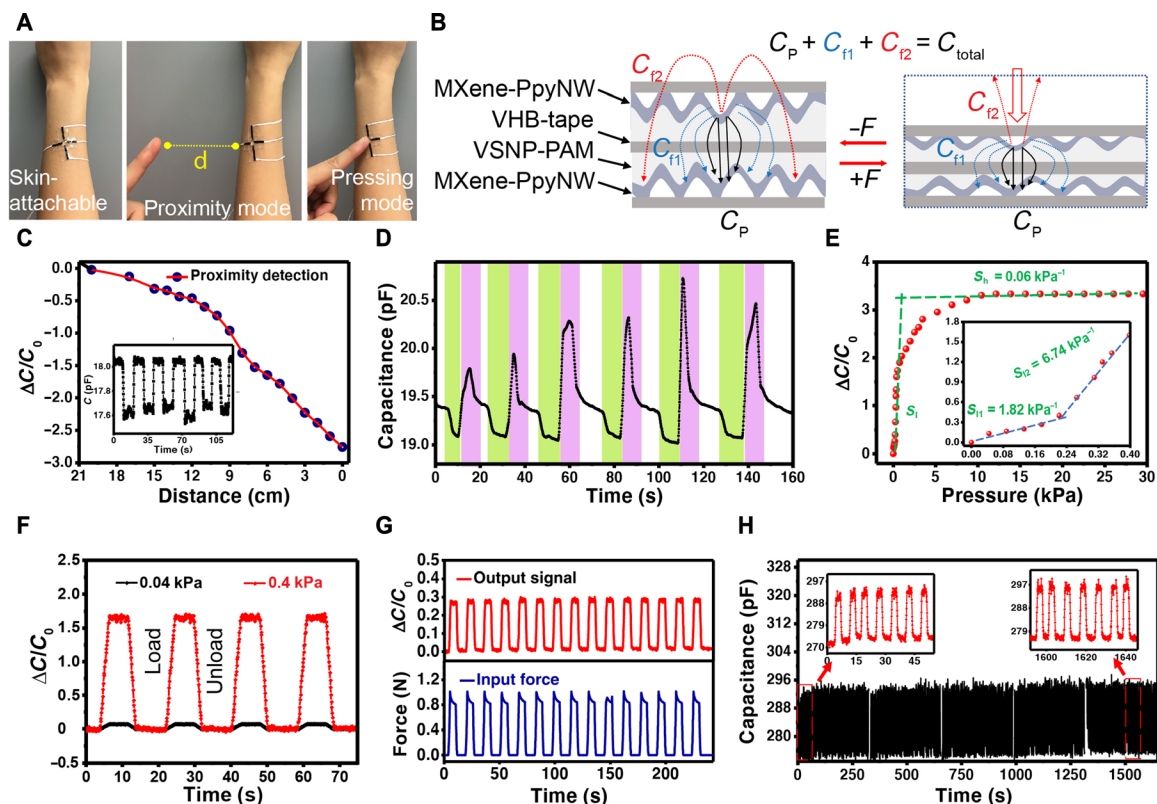 A
Skin-
attachable
d
Proximity mode
Pressing
mode
B
C_P + C_f1 + C_f2 = C_total
MXene-PpyNW
VHB-tape
VSNP-PAM
MXene-PpyNW
C_f2
C_f1
C_P
–F
+F
C_f2
C_f1
C_P
C
ΔC/C_0
0.0
−0.5
−1.0
−1.5
−2.0
−2.5
−3.0
Proximity detection
C (pF)
18.0
17.6
0 35 70 105
Time (s)
21 18 15 12 9 6 3 0
Distance (cm)
D
Capacitance (pF)
20.5
20.0
19.5
19.0
0 20 40 60 80 100 120 140 160
Time (s)
E
ΔC/C_0
6
5
4
3
2
1
0
S_h = 0.06 kPa⁻¹
S_l
1.8
1.5
1.2
0.9
0.6
0.3
0.0
S_l2 = 6.74 kPa⁻¹
S_l1 = 1.82 kPa⁻¹
0.00 0.08 0.16 0.24 0.32 0.40
0 5 10 15 20 25 30
Pressure (kPa)
F
ΔC/C_0
2.5
2.0
1.5
1.0
0.5
0
−0.5
0.04 kPa
0.4 kPa
Load
Unload
0 10 20 30 40 50 60 70
Time (s)
G
ΔC/C_0
0.5
0.4
0.3
0.2
0.1
0.0
Output signal
Force (N)
1.2
0.8
0.4
0.0
Input force
0 50 100 150 200
Time (s)
H
Capacitance (pF)
328
320
312
304
296
288
280
297
288
279
270
0 15 30 45
297
288
279
1600 1620 1640
0 250 500 750 1000 1250 1500
Time (s)